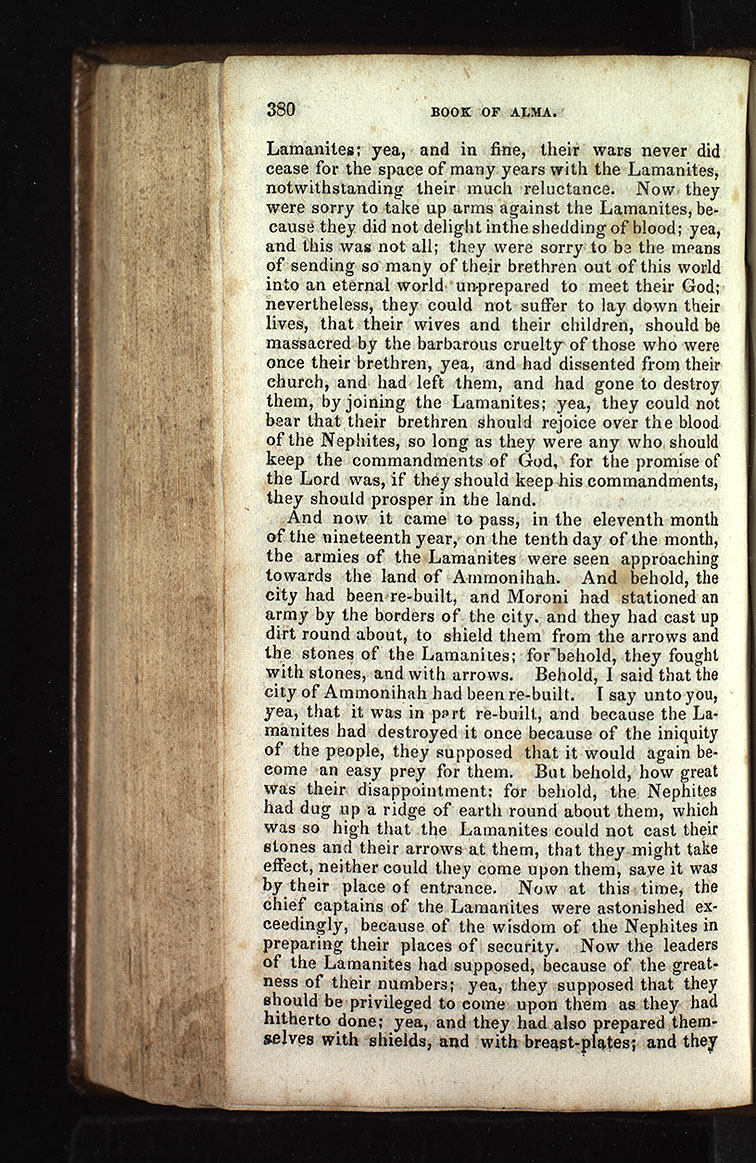 380 BOOK OF ALMA.
Lamanites; yea, and in fine, their wars never did
cease for the space of many years with the Lamanites,
notwithstanding their much reluctance. Now they
were sorry to take up arms against the Lamanites, be-
cause they did not delight inthe shedding of blood; yea,
and this was not all; they were sorry to be the means
of sending so many of their brethren out of this world
into an eternal world un-prepared to meet their God;
nevertheless, they could not suffer to lay down their
lives, that their wives and their children, should be
massacred by the barbarous cruelty of those who were
once their brethren, yea, and had dissented from their
church, and had left them, and had gone to destroy
them, by joining the Lamanites; yea, they could not
bear that their brethren should rejoice over the blood
of the Nephites, so long as they were any who should
keep the commandments of God, for the promise of
the Lord was, if they should keep his commandments,
they should prosper in the land.
And now it came to pass, in the eleventh month
of the nineteenth year, on the tenth day of the month,
the armies of the Lamanites were seen approaching
towards the land of Ammonihah. And behold, the
city had been re-built, and Moroni had stationed an
army by the borders of the city. and they had cast up
dirt round about, to shield them from the arrows and
the stones of the Lamanites; for behold, they fought
with stones, and with arrows. Behold, I said that the
city of Ammonihah had been re-built. I say unto you,
yea, that it was in part re-built, and because the La-
manites had destroyed it once because of the iniquity
of the people, they supposed that it would again be-
come an easy prey for them. But behold, how great
was their disappointment: for behold, the Nephites
had dug up a ridge of earth round about them, which
was so high that the Lamanites could not cast their
stones and their arrows at them, that they might take
effect, neither could they come upon them, save it was
by their place of entrance. Now at this time, the
chief captains of the Lamanites were astonished ex-
ceedingly, because of the wisdom of the Nephites in
preparing their places of security. Now the leaders
of the Lamanites had supposed, because of the great-
ness of their numbers; yea, they supposed that they
should be privileged to come upon them as they had
hitherto done; yea, and they had also prepared them-
selves with shields, and with breast-plates; and they